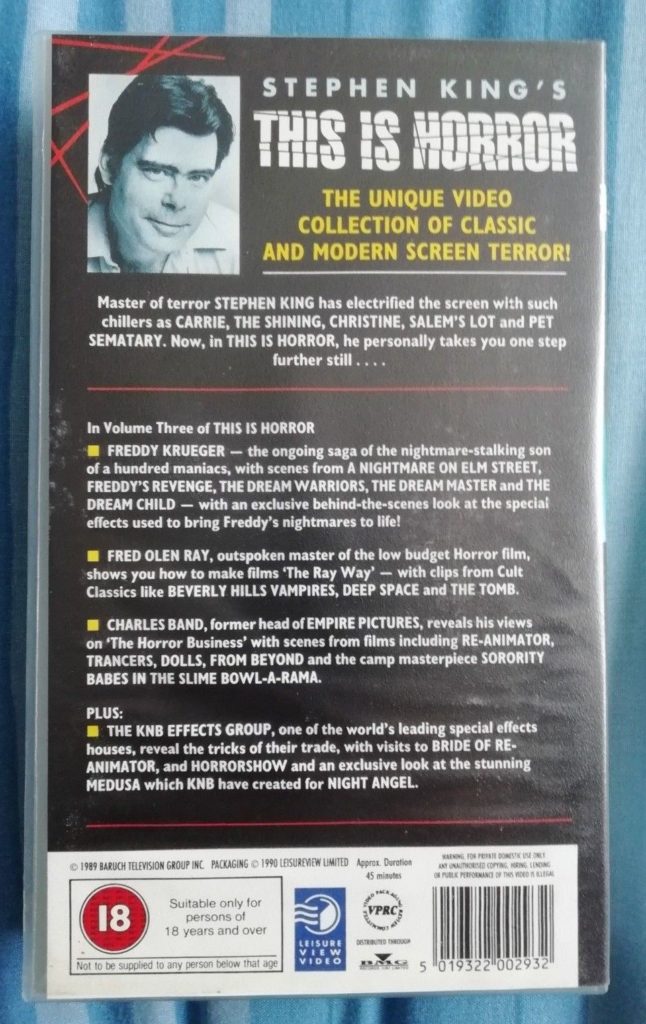 STEPHEN KING'S
THIS IS HORROR
THE UNIQUE VIDEO
COLLECTION OF CLASSIC
AND MODERN SCREEN TERROR!
Master of terror STEPHEN KING has electrified the screen with such
chillers as CARRIE, THE SHINING, CHRISTINE, SALEM'S LOT and PET
SEMATARY. Now, in THIS IS HORROR, he personally takes you one step
further still . . . .
In Volume Three of THIS IS HORROR
FREDDY KRUEGER — the ongoing saga of the nightmare-stalking son
of a hundred maniacs, with scenes from A NIGHTMARE ON ELM STREET,
FREDDY'S REVENGE, THE DREAM WARRIORS, THE DREAM MASTER and THE
DREAM CHILD — with an exclusive behind-the-scenes look at the special
effects used to bring Freddy's nightmares to life!
FRED OLEN RAY, outspoken master of the low budget Horror film,
shows you how to make films 'The Ray Way' — with clips from Cult
Classics like BEVERLY HILLS VAMPIRES, DEEP SPACE and THE TOMB.
CHARLES BAND, former head of EMPIRE PICTURES, reveals his views
on 'The Horror Business' with scenes from films including RE-ANIMATOR,
TRANCERS, DOLLS, FROM BEYOND and the camp masterpiece SORORITY
BABES IN THE SLIME BOWL-A-RAMA.
PLUS:
THE KNB EFFECTS GROUP, one of the world's leading special effects
houses, reveal the tricks of their trade, with visits to BRIDE OF RE-
ANIMATOR, and HORRORSHOW and an exclusive look at the stunning
MEDUSA which KNB have created for NIGHT ANGEL.
© 1989 BARUCH TELEVISION GROUP INC. PACKAGING © 1990 LEISUREVIEW LIMITED
Approx. Duration
45 minutes
WARNING. FOR PRIVATE DOMESTIC USE ONLY
ANY UNAUTHORISED COPYING, HIRING, LENDING
OR PUBLIC PERFORMANCE OF THIS VIDEO IS ILLEGAL
18
Suitable only for
persons of
18 years and over
Not to be supplied to any person below that age
LEISURE
VIEW
VIDEO
VIDEO PACKAGING REVIEW COMMITTEE
VPRC
DISTRIBUTED THROUGH
BMG
5 019322 002932